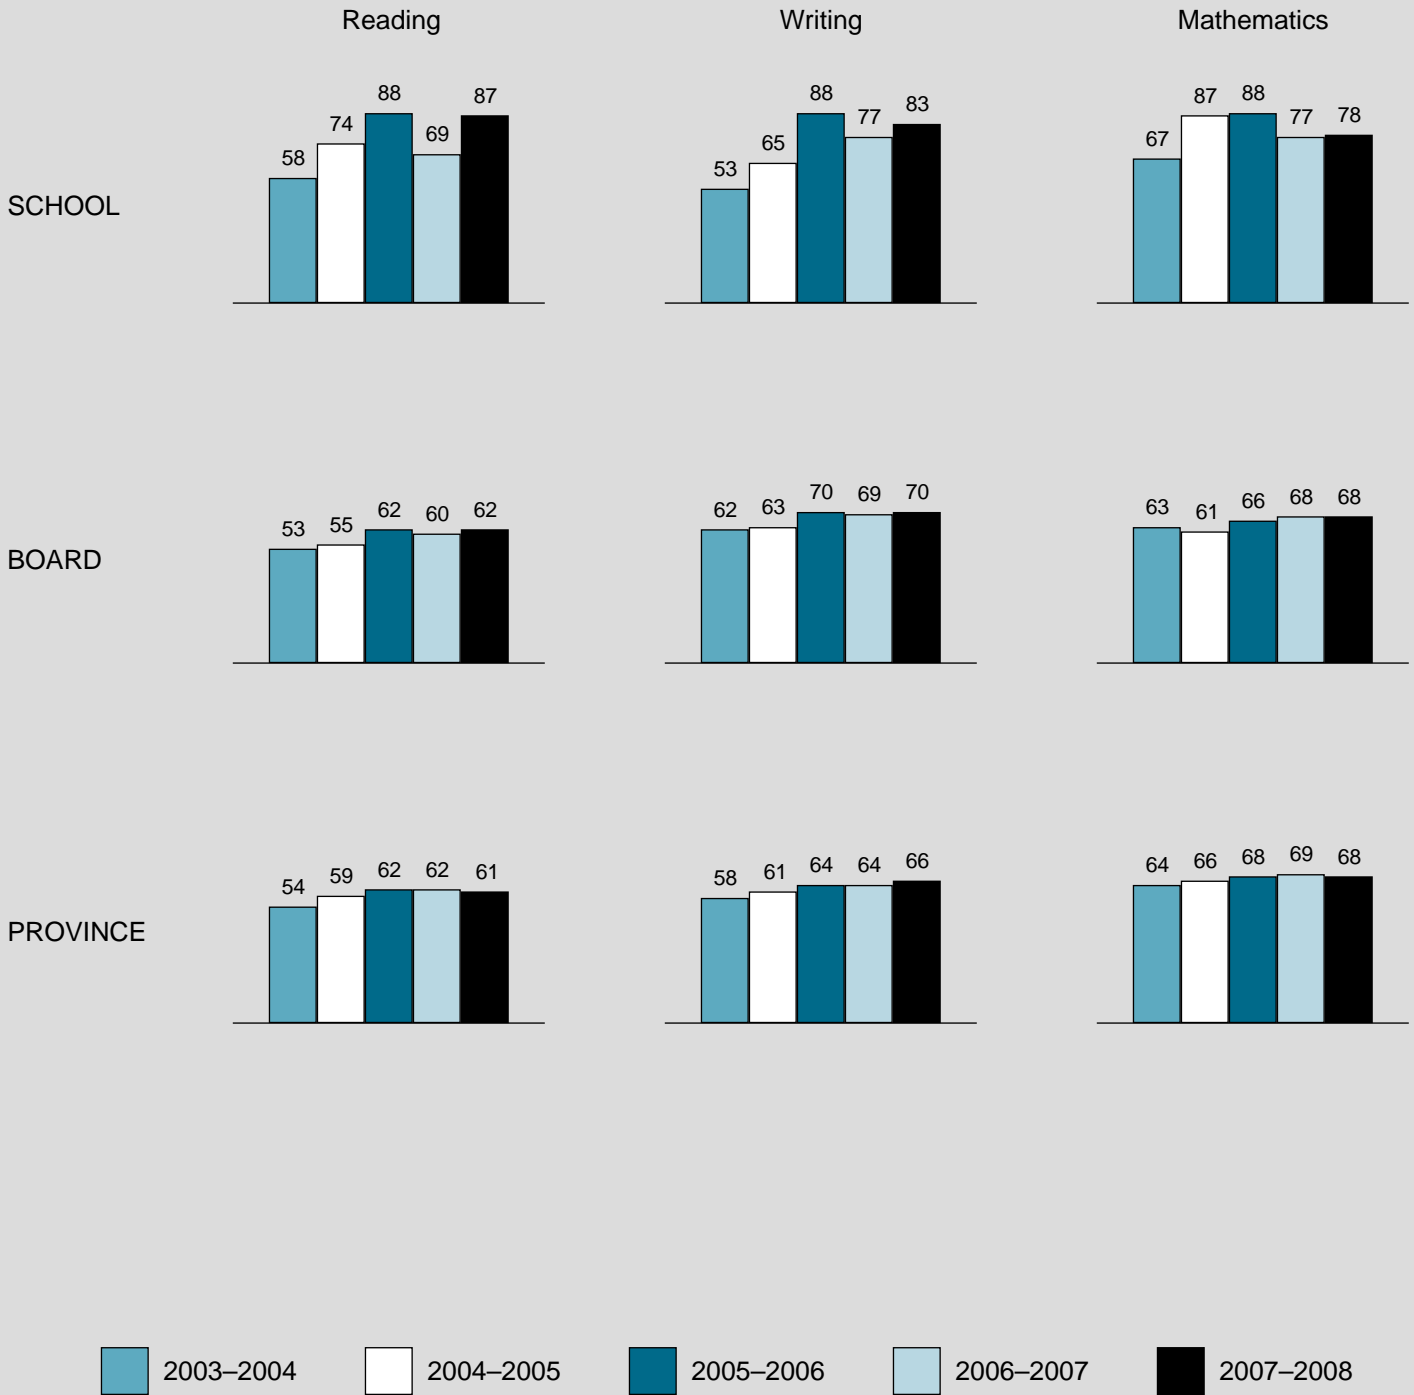 Reading Writing Mathematics
SCHOOL
58 74 88 69 87
53 65 88 77 83
67 87 88 77 78
BOARD
53 55 62 60 62
62 63 70 69 70
63 61 66 68 68
PROVINCE
54 59 62 62 61
58 61 64 64 66
64 66 68 69 68
2003–2004 2004–2005 2005–2006 2006–2007 2007–2008